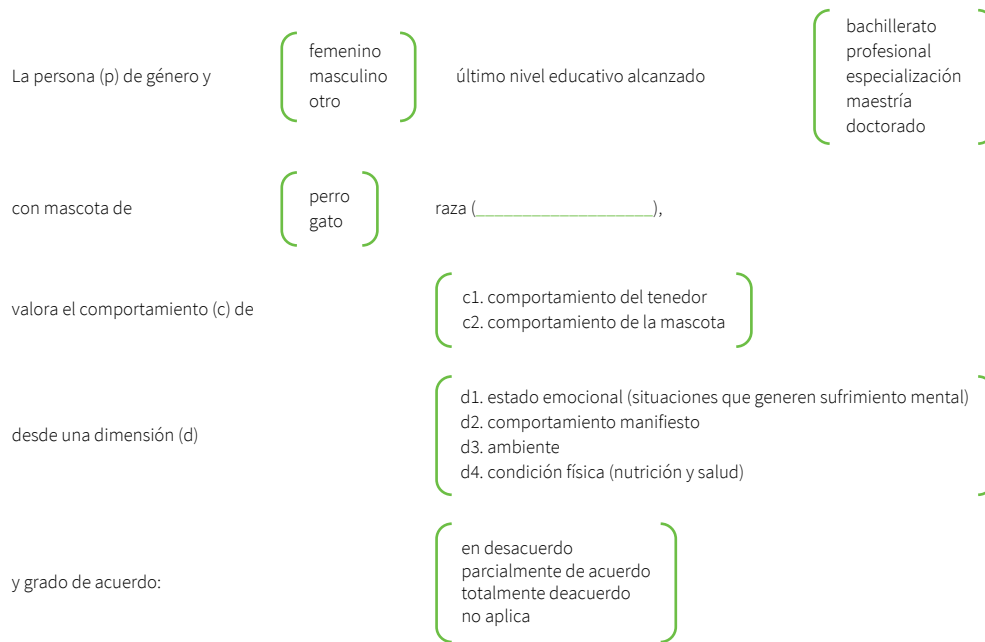 La persona (p) de género y
femenino
masculino
otro
último nivel educativo alcanzado
bachillerato
profesional
especialización
maestría
doctorado
con mascota de
perro
gato
raza (____________________),
valora el comportamiento (c) de
c1. comportamiento del tenedor
c2. comportamiento de la mascota
desde una dimensión (d)
d1. estado emocional (situaciones que generen sufrimiento mental)
d2. comportamiento manifiesto
d3. ambiente
d4. condición física (nutrición y salud)
y grado de acuerdo:
en desacuerdo
parcialmente de acuerdo
totalmente deacuerdo
no aplica